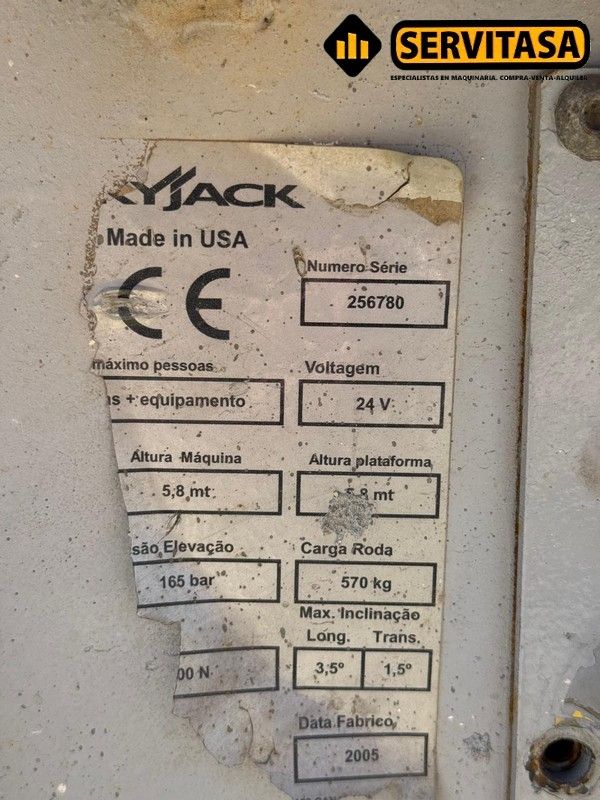 SERVITASA
ESPECIALISTAS EN MAQUINARIA. COMPRA-VENTA-ALQUILER
KYJACK
Made in USA
CE
Numero Série
256780
máximo pessoas
Voltagem
+ equipamento
24 V
Altura Máquina
Altura plataforma
5,8 mt
mt
são Elevação
Carga Roda
165 bar
570 kg
Max. Inclinação
Long. Trans.
00 N
3,5º
1,5º
Data Fabrico,
2005